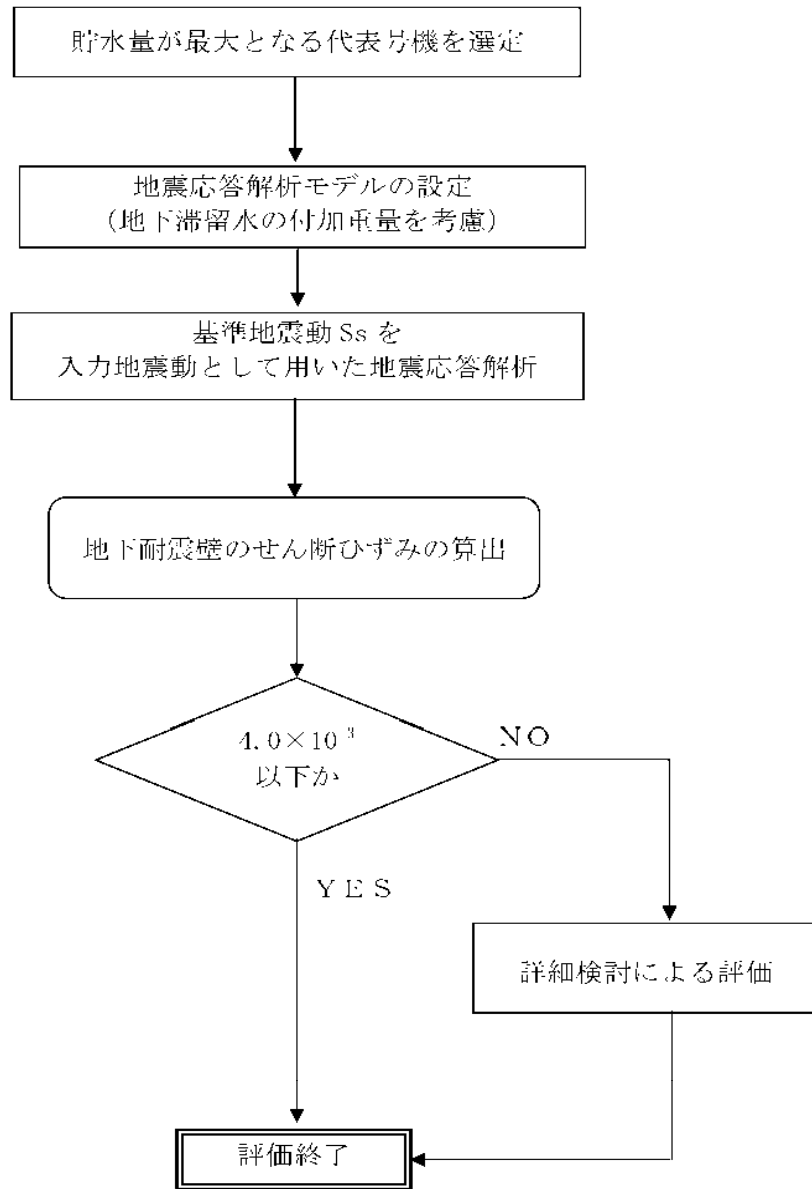 貯水量が最大となる代表号機を選定
地震応答解析モデルの設定
（地下滞留水の付加重量を考慮）
基準地震動 Ss を
入力地震動として用いた地震応答解析
地下耐震壁のせん断ひずみの算出
4.0×10⁻³
以下か
NO
YES
詳細検討による評価
評価終了